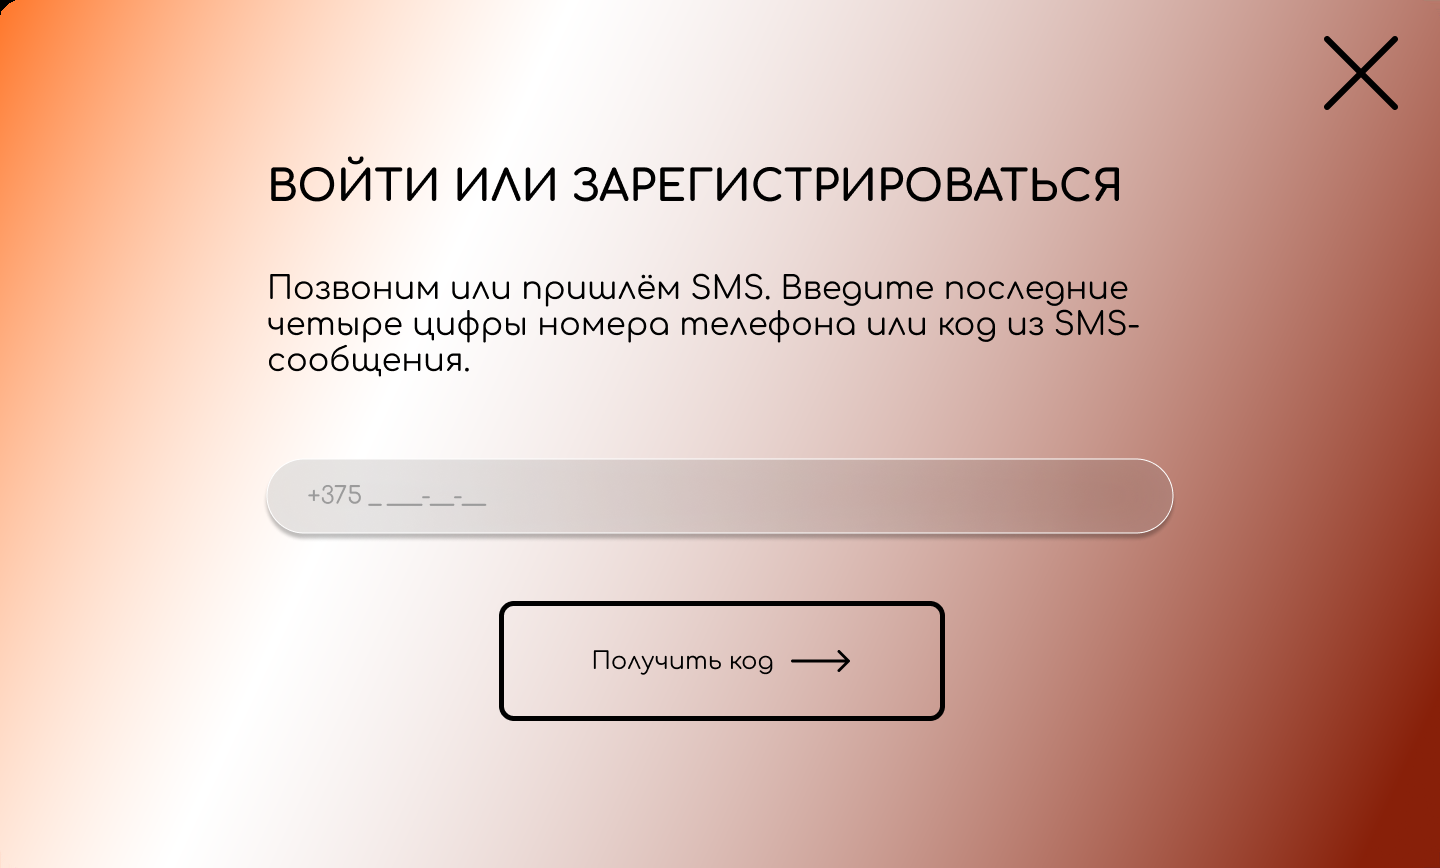 ВОЙТИ ИЛИ ЗАРЕГИСТРИРОВАТЬСЯ
Позвоним или пришлём SMS. Введите последние
четыре цифры номера телефона или код из SMS-
сообщения.
+375 _ ___-__-__
Получить код